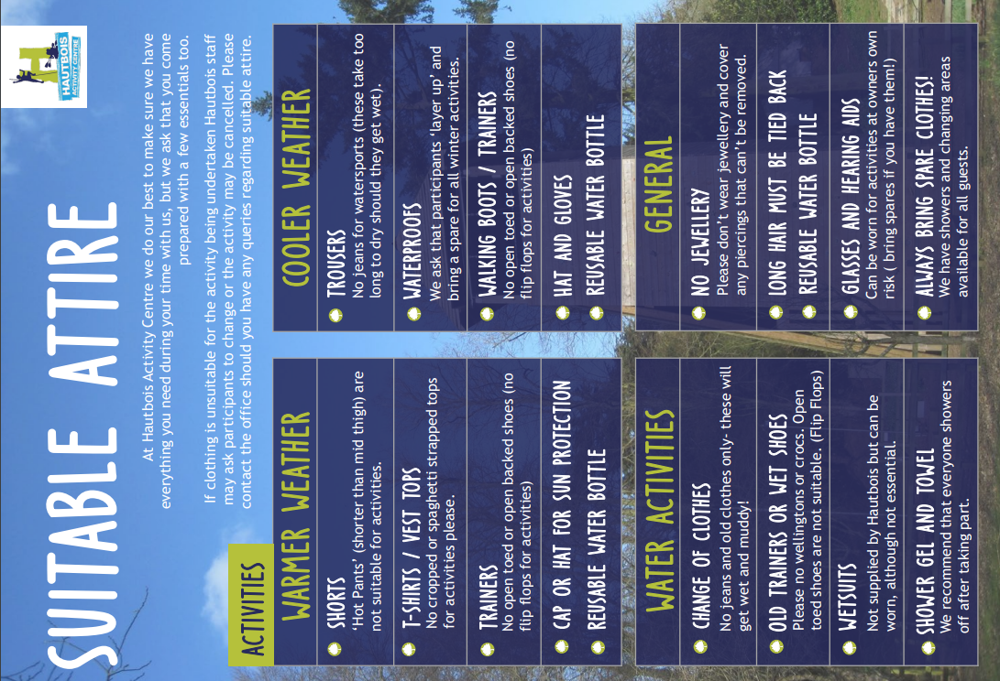 HAUTBOIS
ACTIVITY CENTRE
SUITABLE ATTIRE
At Hautbois Activity Centre we do our best to make sure we have
everything you need during your time with us, but we ask that you come
prepared with a few essentials too.
If clothing is unsuitable for the activity being undertaken Hautbois staff
may ask participants to change or the activity may be cancelled. Please
contact the office should you have any queries regarding suitable attire.
ACTIVITIES
WARMER WEATHER
SHORTS
'Hot Pants' (shorter than mid thigh) are
not suitable for activities.
T-SHIRTS / VEST TOPS
No cropped or spaghetti strapped tops
for activities please.
TRAINERS
No open toed or open backed shoes (no
flip flops for activities)
CAP OR HAT FOR SUN PROTECTION
REUSABLE WATER BOTTLE
COOLER WEATHER
TROUSERS
No jeans for watersports (these take too
long to dry should they get wet).
WATERPROOFS
We ask that participants 'layer up' and
bring a spare for all winter activities.
WALKING BOOTS / TRAINERS
No open toed or open backed shoes (no
flip flops for activities)
HAT AND GLOVES
REUSABLE WATER BOTTLE
WATER ACTIVITIES
CHANGE OF CLOTHES
No jeans and old clothes only- these will
get wet and muddy!
OLD TRAINERS OR WET SHOES
Please no wellingtons or crocs. Open
toed shoes are not suitable. (Flip Flops)
WETSUITS
Not supplied by Hautbois but can be
worn, although not essential.
SHOWER GEL AND TOWEL
We recommend that everyone showers
off after taking part.
GENERAL
NO JEWELLERY
Please don't wear jewellery and cover
any piercings that can't be removed.
LONG HAIR MUST BE TIED BACK
REUSABLE WATER BOTTLE
GLASSES AND HEARING AIDS
Can be worn for activities at owners own
risk ( bring spares if you have them!)
ALWAYS BRING SPARE CLOTHES!
We have showers and changing areas
available for all guests.